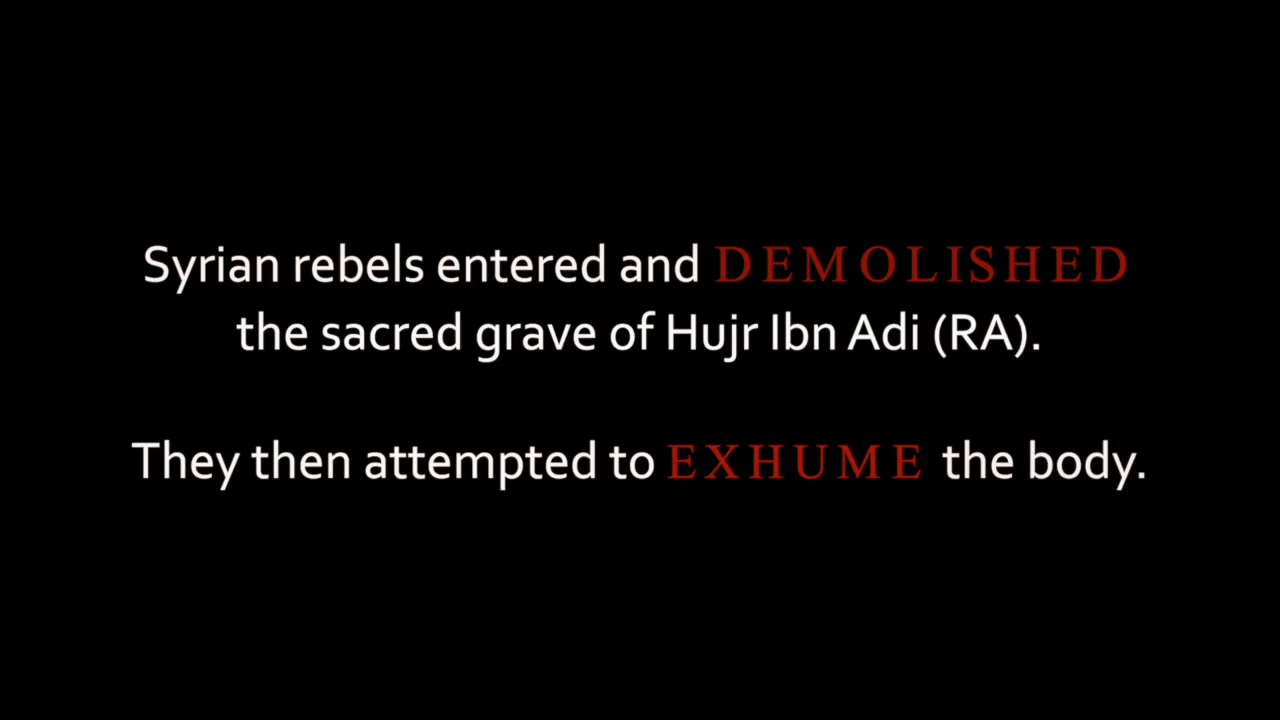 Syrian rebels entered and DEMOLISHED
the sacred grave of Hujr Ibn Adi (RA).
They then attempted to EXHUME the body.